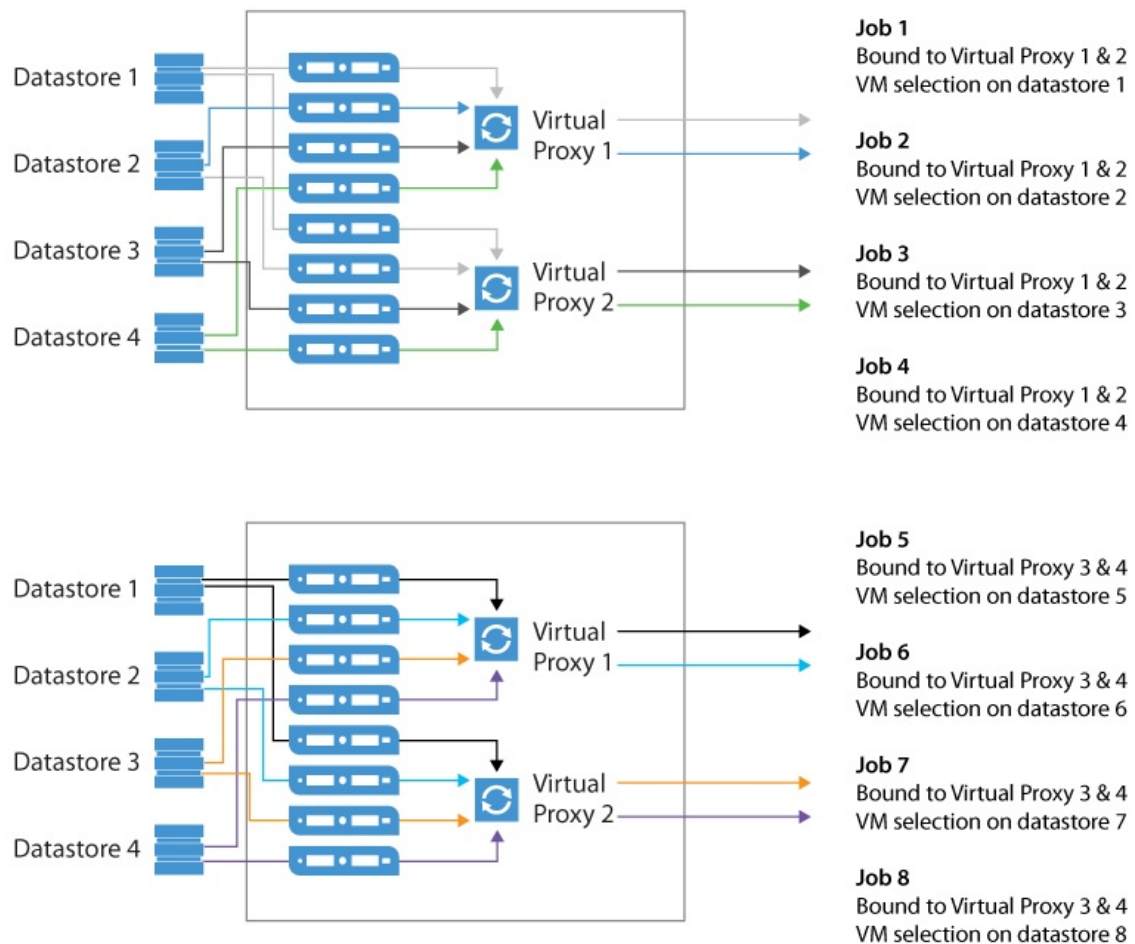 Datastore 1
Datastore 2
Datastore 3
Datastore 4
Virtual
Proxy 1
Virtual
Proxy 2
Job 1
Bound to Virtual Proxy 1 & 2
VM selection on datastore 1
Job 2
Bound to Virtual Proxy 1 & 2
VM selection on datastore 2
Job 3
Bound to Virtual Proxy 1 & 2
VM selection on datastore 3
Job 4
Bound to Virtual Proxy 1 & 2
VM selection on datastore 4
Datastore 1
Datastore 2
Datastore 3
Datastore 4
Virtual
Proxy 1
Virtual
Proxy 2
Job 5
Bound to Virtual Proxy 3 & 4
VM selection on datastore 5
Job 6
Bound to Virtual Proxy 3 & 4
VM selection on datastore 6
Job 7
Bound to Virtual Proxy 3 & 4
VM selection on datastore 7
Job 8
Bound to Virtual Proxy 3 & 4
VM selection on datastore 8